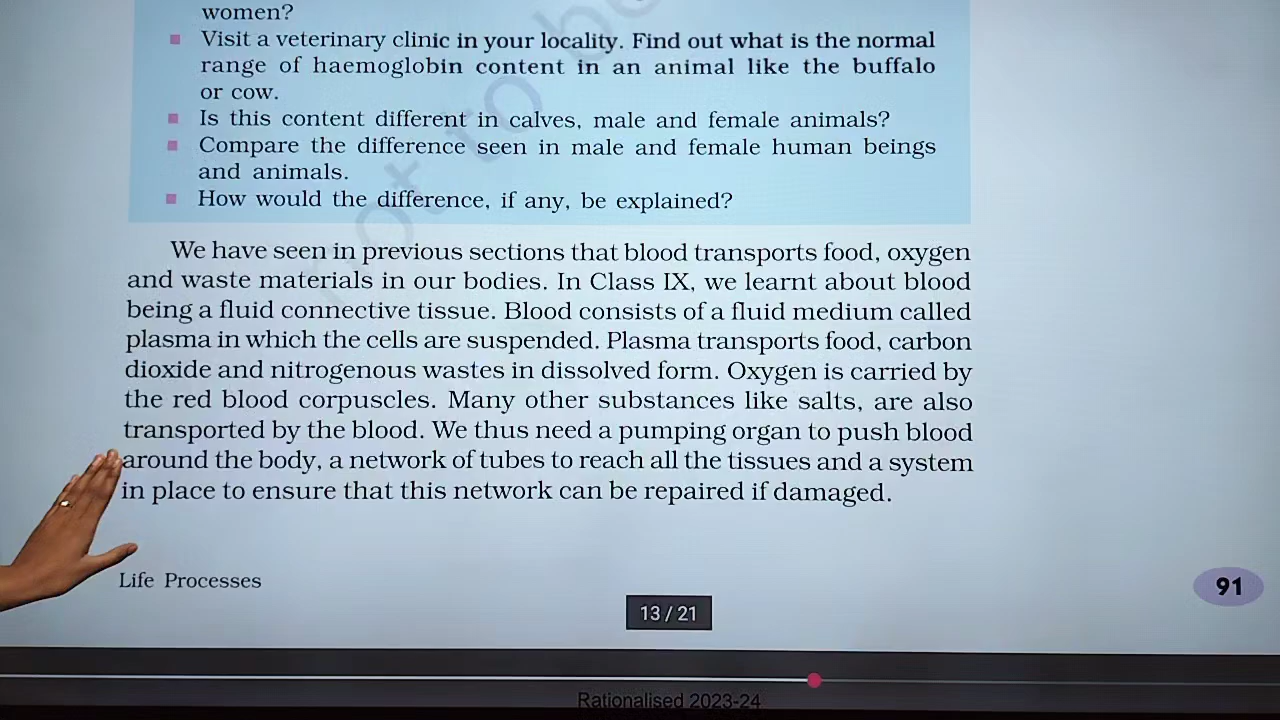 women?
Visit a veterinary clinic in your locality. Find out what is the normal
range of haemoglobin content in an animal like the buffalo
or cow.
Is this content different in calves, male and female animals?
Compare the difference seen in male and female human beings
and animals.
How would the difference, if any, be explained?
We have seen in previous sections that blood transports food, oxygen
and waste materials in our bodies. In Class IX, we learnt about blood
being a fluid connective tissue. Blood consists of a fluid medium called
plasma in which the cells are suspended. Plasma transports food, carbon
dioxide and nitrogenous wastes in dissolved form. Oxygen is carried by
the red blood corpuscles. Many other substances like salts, are also
transported by the blood. We thus need a pumping organ to push blood
around the body, a network of tubes to reach all the tissues and a system
in place to ensure that this network can be repaired if damaged.
Life Processes
91
13 / 21
Rationalised 2023-24
not to be